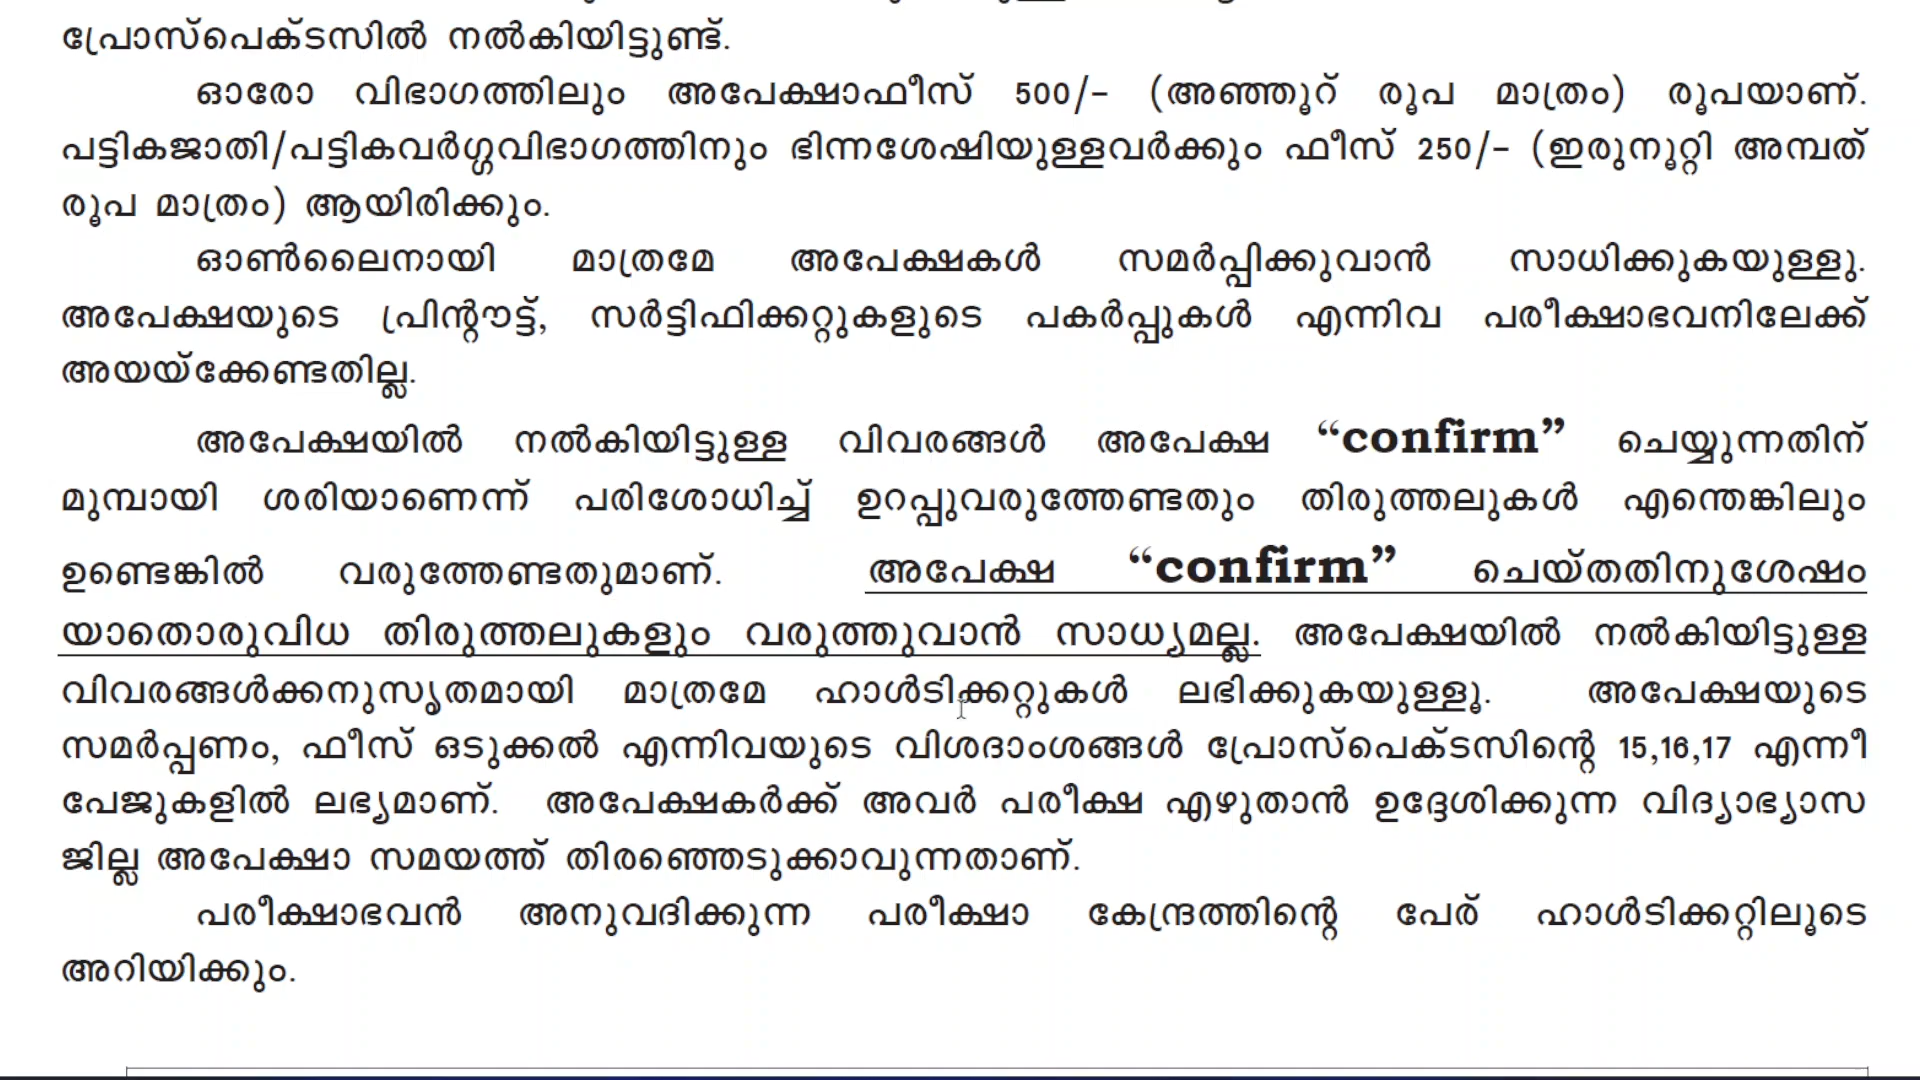 പ്രോസ്പെക്ടസിൽ നൽകിയിട്ടുണ്ട്.
ഓരോ വിഭാഗത്തിലും അപേക്ഷാഫീസ് 500/- (അഞ്ഞൂറ് രൂപ മാത്രം) രൂപയാണ്.
പട്ടികജാതി/പട്ടികവർഗ്ഗവിഭാഗത്തിനും ഭിന്നശേഷിയുള്ളവർക്കും ഫീസ് 250/- (ഇരുനൂറ്റി അമ്പത്
രൂപ മാത്രം) ആയിരിക്കും.
ഓൺലൈനായി മാത്രമേ അപേക്ഷകൾ സമർപ്പിക്കുവാൻ സാധിക്കുകയുള്ളു.
അപേക്ഷയുടെ പ്രിന്റൗട്ട്, സർട്ടിഫിക്കറ്റുകളുടെ പകർപ്പുകൾ എന്നിവ പരീക്ഷാഭവനിലേക്ക്
അയയ്ക്കേണ്ടതില്ല.
അപേക്ഷയിൽ നൽകിയിട്ടുള്ള വിവരങ്ങൾ അപേക്ഷ “confirm” ചെയ്യുന്നതിന്
മുമ്പായി ശരിയാണെന്ന് പരിശോധിച്ച് ഉറപ്പുവരുത്തേണ്ടതും തിരുത്തലുകൾ എന്തെങ്കിലും
ഉണ്ടെങ്കിൽ വരുത്തേണ്ടതുമാണ്. അപേക്ഷ “confirm” ചെയ്തതിനുശേഷം
യാതൊരുവിധ തിരുത്തലുകളും വരുത്തുവാൻ സാധ്യമല്ല. അപേക്ഷയിൽ നൽകിയിട്ടുള്ള
വിവരങ്ങൾക്കനുസൃതമായി മാത്രമേ ഹാൾടിക്കറ്റുകൾ ലഭിക്കുകയുള്ളൂ. അപേക്ഷയുടെ
സമർപ്പണം, ഫീസ് ഒടുക്കൽ എന്നിവയുടെ വിശദാംശങ്ങൾ പ്രോസ്പെക്ടസിന്റെ 15,16,17 എന്നീ
പേജുകളിൽ ലഭ്യമാണ്. അപേക്ഷകർക്ക് അവർ പരീക്ഷ എഴുതാൻ ഉദ്ദേശിക്കുന്ന വിദ്യാഭ്യാസ
ജില്ല അപേക്ഷാ സമയത്ത് തിരഞ്ഞെടുക്കാവുന്നതാണ്.
പരീക്ഷാഭവൻ അനുവദിക്കുന്ന പരീക്ഷാ കേന്ദ്രത്തിന്റെ പേര് ഹാൾടിക്കറ്റിലൂടെ
അറിയിക്കും.